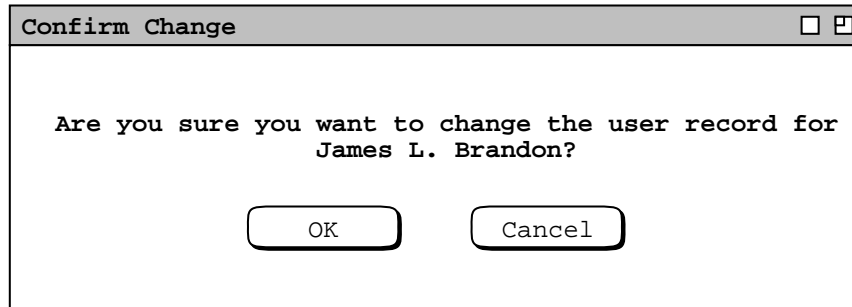 Confirm Change
Are you sure you want to change the user record for
James L. Brandon?
OK
Cancel